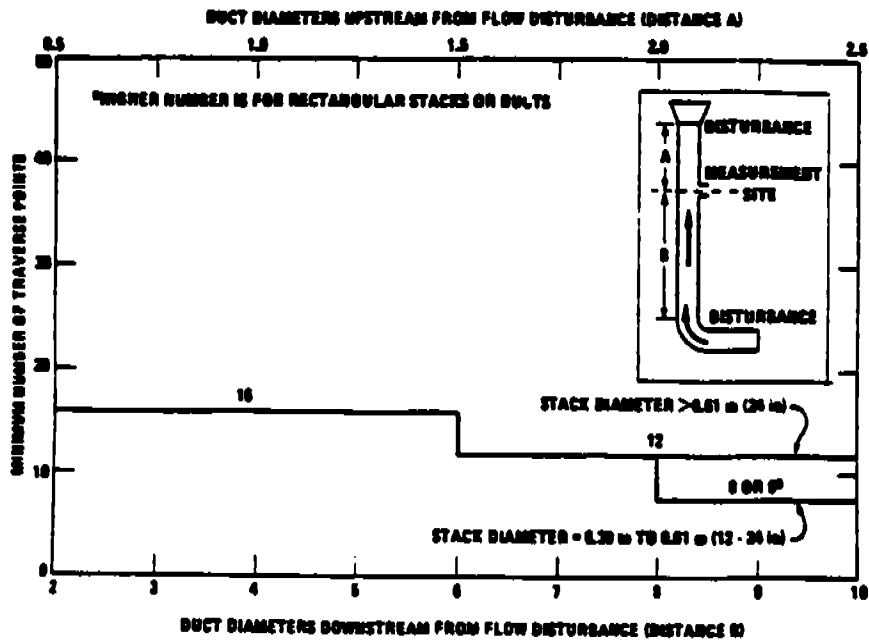 DUCT DIAMETERS UPSTREAM FROM FLOW DISTURBANCE (DISTANCE A)
0.5 1.0 1.5 2.0 2.5
50
40
30
20
10
0
MINIMUM NUMBER OF TRAVERSE POINTS
HIGHER NUMBER IS FOR RECTANGULAR STACKS OR DUCTS
DISTURBANCE
A
MEASUREMENT
SITE
B
DISTURBANCE
16
STACK DIAMETER >0.61 m (24 in)
12
8 OR 9
STACK DIAMETER = 0.30 m TO 0.61 m (12 - 24 in)
2 3 4 5 6 7 8 9 10
DUCT DIAMETERS DOWNSTREAM FROM FLOW DISTURBANCE (DISTANCE B)